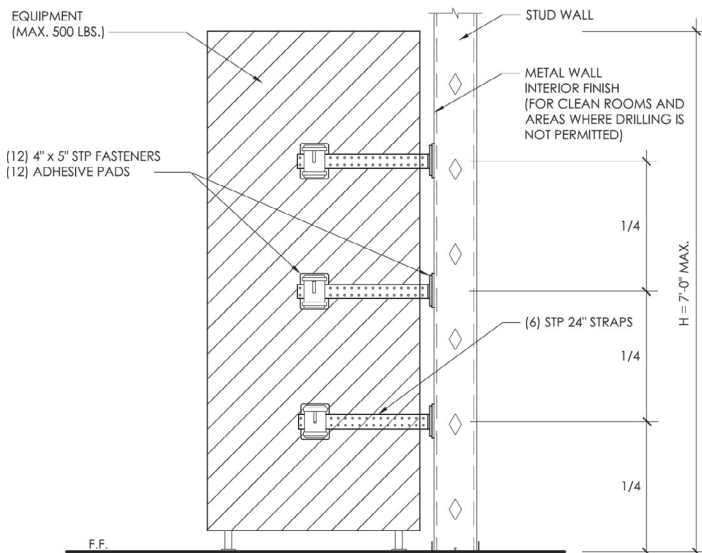 EQUIPMENT
(MAX. 500 LBS.)
STUD WALL
METAL WALL
INTERIOR FINISH
(FOR CLEAN ROOMS AND
AREAS WHERE DRILLING IS
NOT PERMITTED)
(12) 4" x 5" STP FASTENERS
(12) ADHESIVE PADS
1/4
H = 7'-0" MAX.
(6) STP 24" STRAPS
1/4
1/4
F.F.